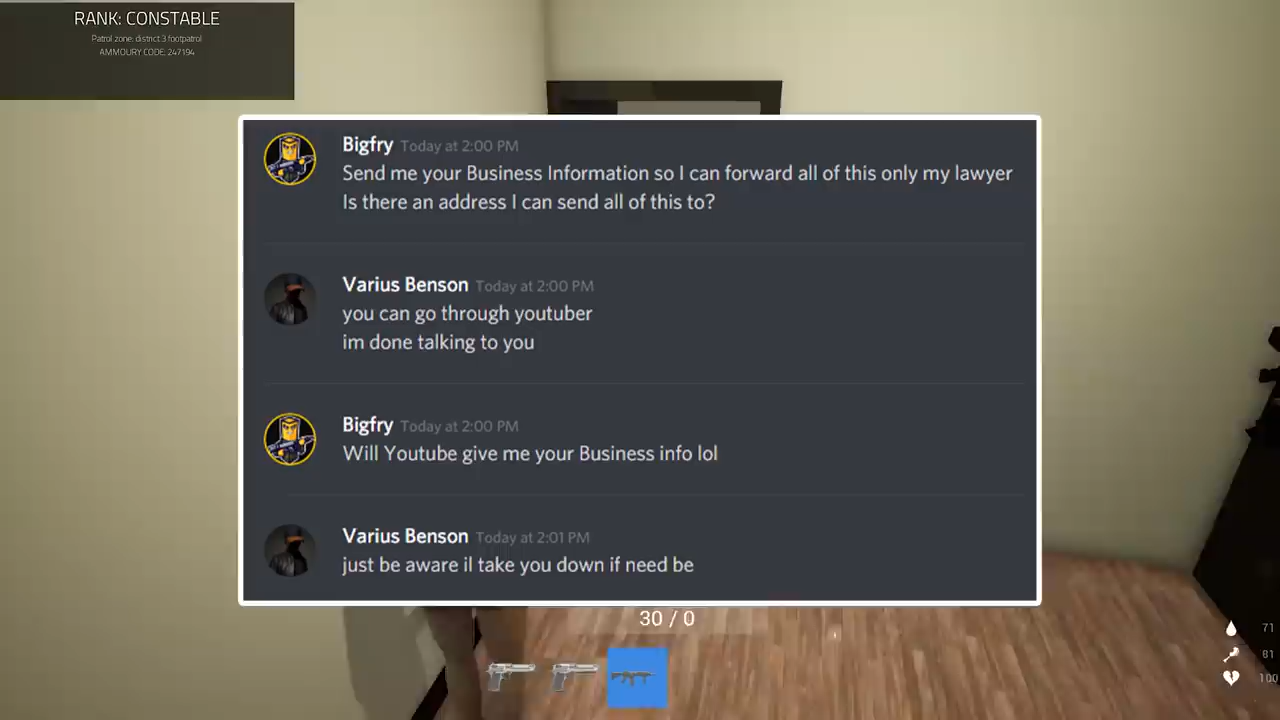 RANK: CONSTABLE
Patrol zone: district 3 footpatrol
AMMOURY CODE: 247194
Bigfry Today at 2:00 PM
Send me your Business Information so I can forward all of this only my lawyer
Is there an address I can send all of this to?
Varius Benson Today at 2:00 PM
you can go through youtuber
im done talking to you
Bigfry Today at 2:00 PM
Will Youtube give me your Business info lol
Varius Benson Today at 2:01 PM
just be aware il take you down if need be
30 / 0
71
81
100